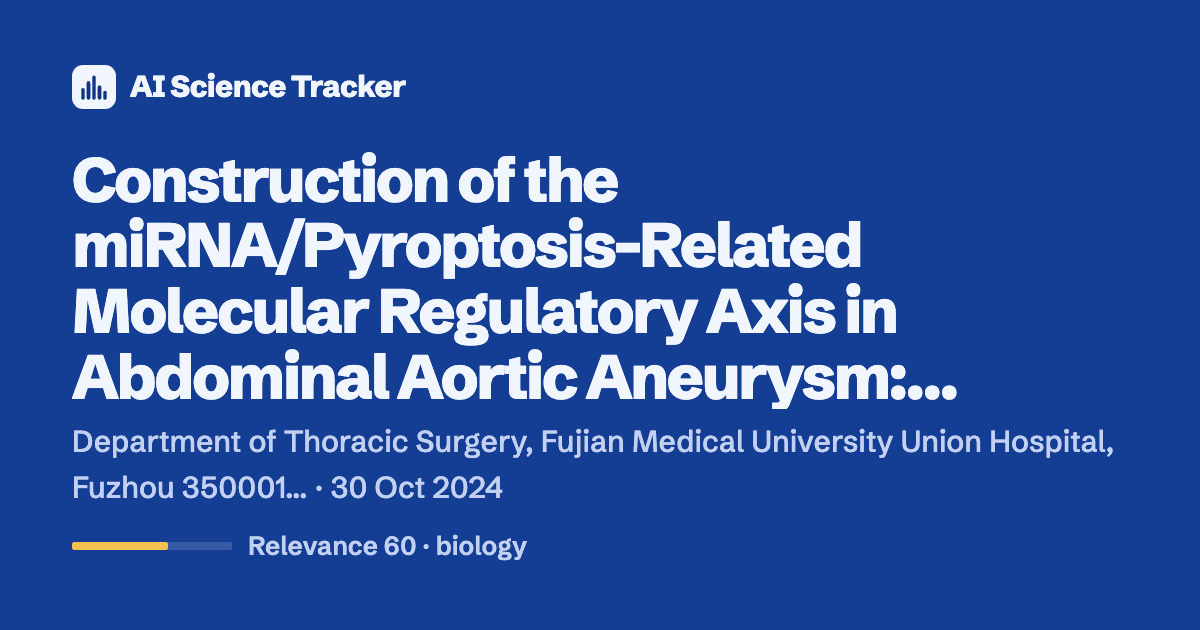 AI Science Tracker
Construction of the
miRNA/Pyroptosis-Related
Molecular Regulatory Axis in
Abdominal Aortic Aneurysm:...
Department of Thoracic Surgery, Fujian Medical University Union Hospital,
Fuzhou 350001... · 30 Oct 2024
Relevance 60 · biology